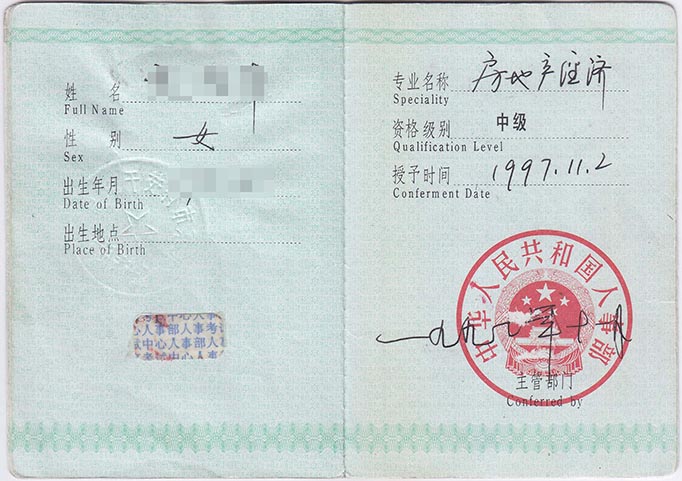 姓名
Full Name
性别 女
Sex
出生年月
Date of Birth
出生地点
Place of Birth
心人事部人事考
试中心人事部人
专业名称 房地产经济
Speciality
资格级别 中级
Qualification Level
授予时间 1997.11.2
Conferment Date
中华人民共和国人事部
一九九八年十月
主管部门
Conferred by